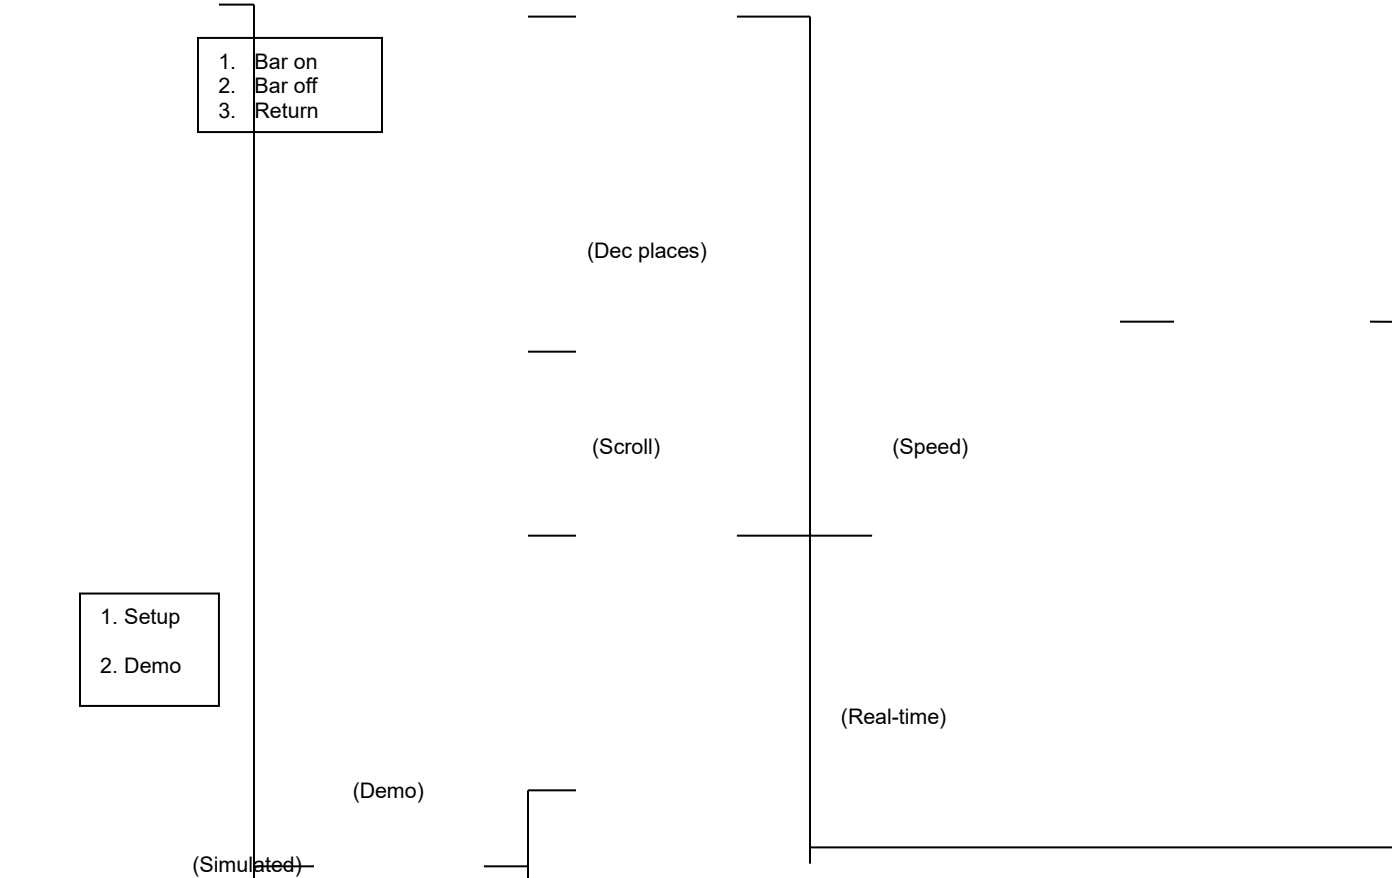 1. Bar on
2. Bar off
3. Return
(Dec places)
(Scroll)
(Speed)
1. Setup
2. Demo
(Real-time)
(Demo)
(Simulated)